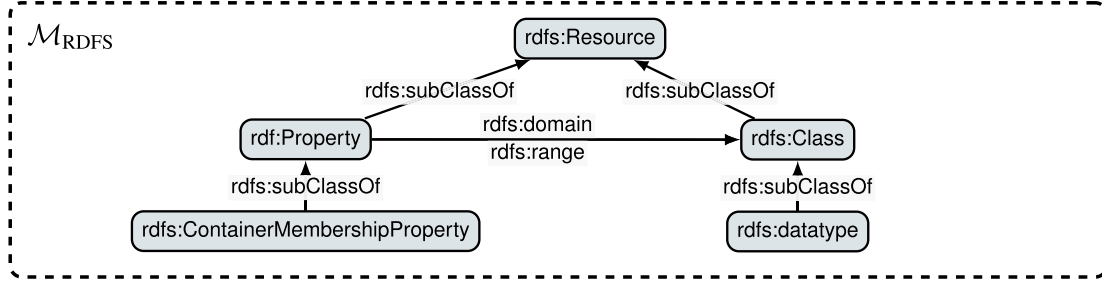 ℳRDFS
rdfs:Resource
rdfs:subClassOf rdfs:subClassOf
rdf:Property rdfs:domain rdfs:Class
rdfs:range
rdfs:subClassOf rdfs:subClassOf
rdfs:ContainerMembershipProperty rdfs:datatype